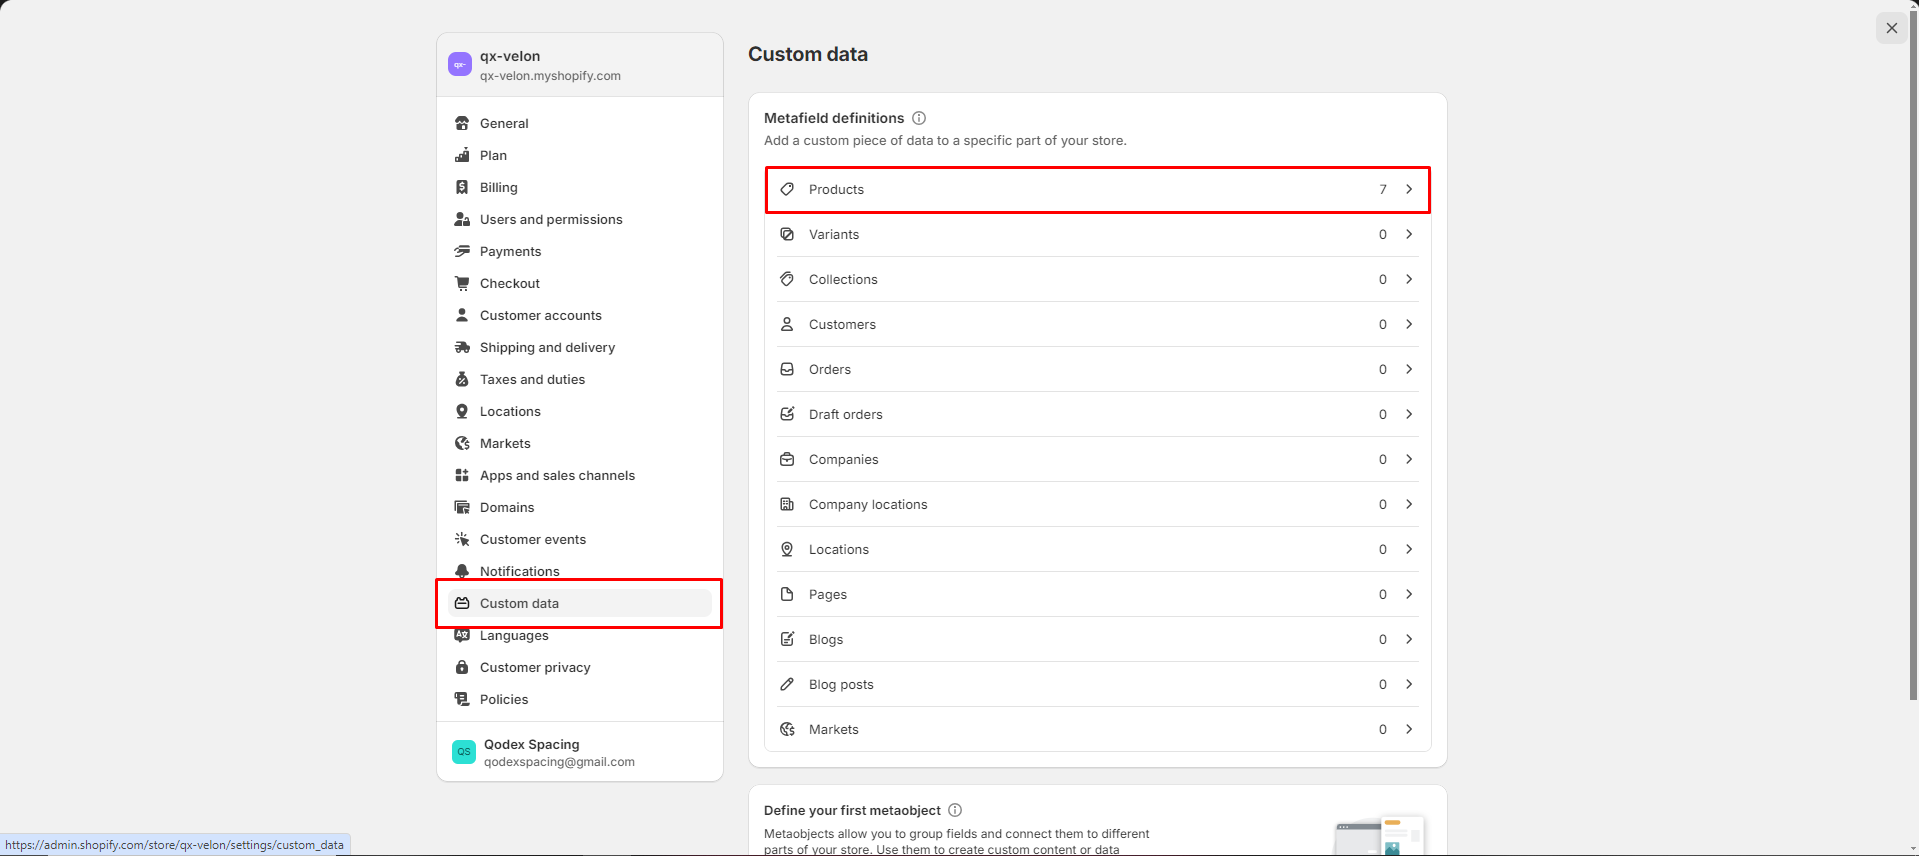 qx-
qx-velon
qx-velon.myshopify.com
General
Plan
Billing
Users and permissions
Payments
Checkout
Customer accounts
Shipping and delivery
Taxes and duties
Locations
Markets
Apps and sales channels
Domains
Customer events
Notifications
Custom data
Languages
Customer privacy
Policies
QS
Qodex Spacing
qodexspacing@gmail.com
Custom data
Metafield definitions
Add a custom piece of data to a specific part of your store.
Products 7
Variants 0
Collections 0
Customers 0
Orders 0
Draft orders 0
Companies 0
Company locations 0
Locations 0
Pages 0
Blogs 0
Blog posts 0
Markets 0
Define your first metaobject
Metaobjects allow you to group fields and connect them to different
parts of your store. Use them to create custom content or data
https://admin.shopify.com/store/qx-velon/settings/custom_data